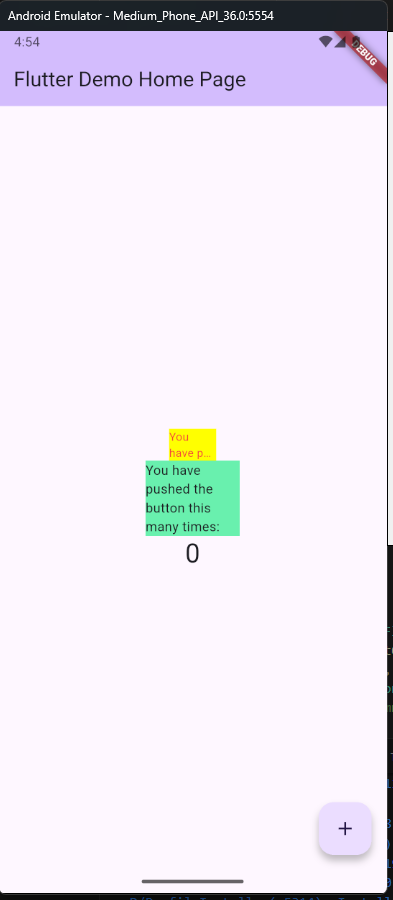 Android Emulator - Medium_Phone_API_36.0:5554
4:54
DEBUG
Flutter Demo Home Page
You
have p...
You have
pushed the
button this
many times:
0
+